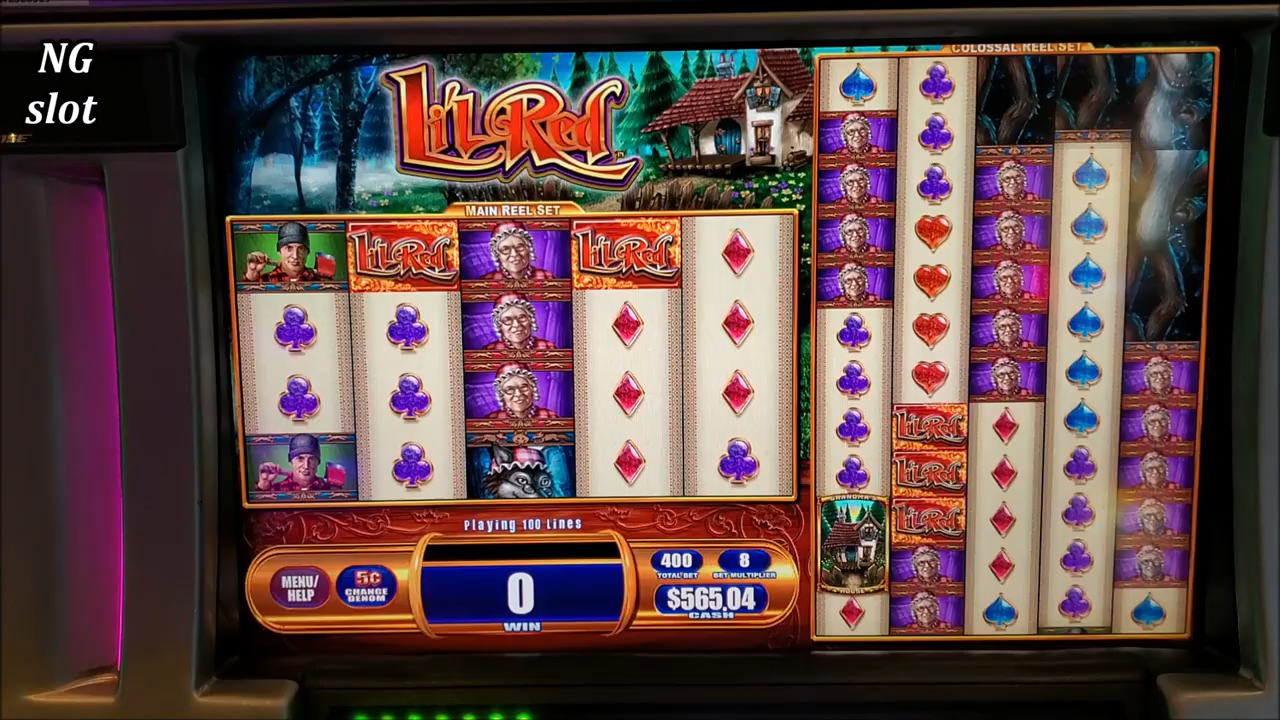 NG
slot
COLOSSAL REEL SET
Li'l Red
MAIN REEL SET
Li'l Red
Li'l Red
Li'l Red
Li'l Red
Li'l Red
GRANDMA'S
HOUSE
Playing 100 Lines
MENU/
HELP
5¢
CHANGE
DENOM
0
WIN
400
TOTAL BET
8
BET MULTIPLIER
$565.04
CASH